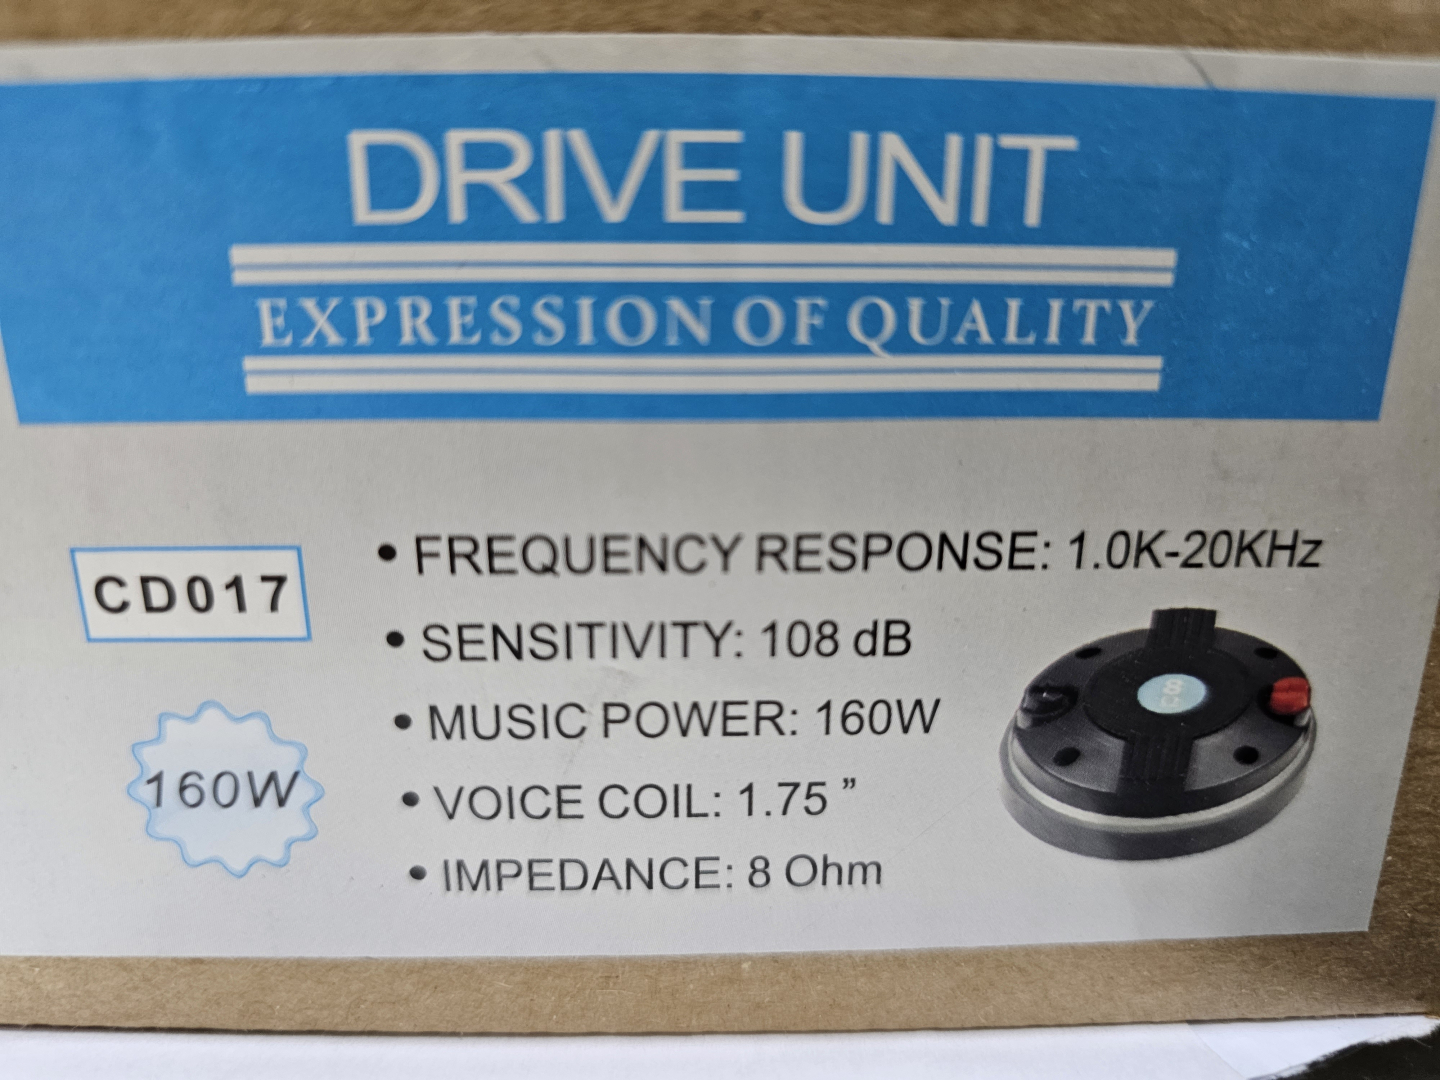 DRIVE UNIT
EXPRESSION OF QUALITY
CD017
160W
• FREQUENCY RESPONSE: 1.0K-20KHz
• SENSITIVITY: 108 dB
• MUSIC POWER: 160W
• VOICE COIL: 1.75 ”
• IMPEDANCE: 8 Ohm